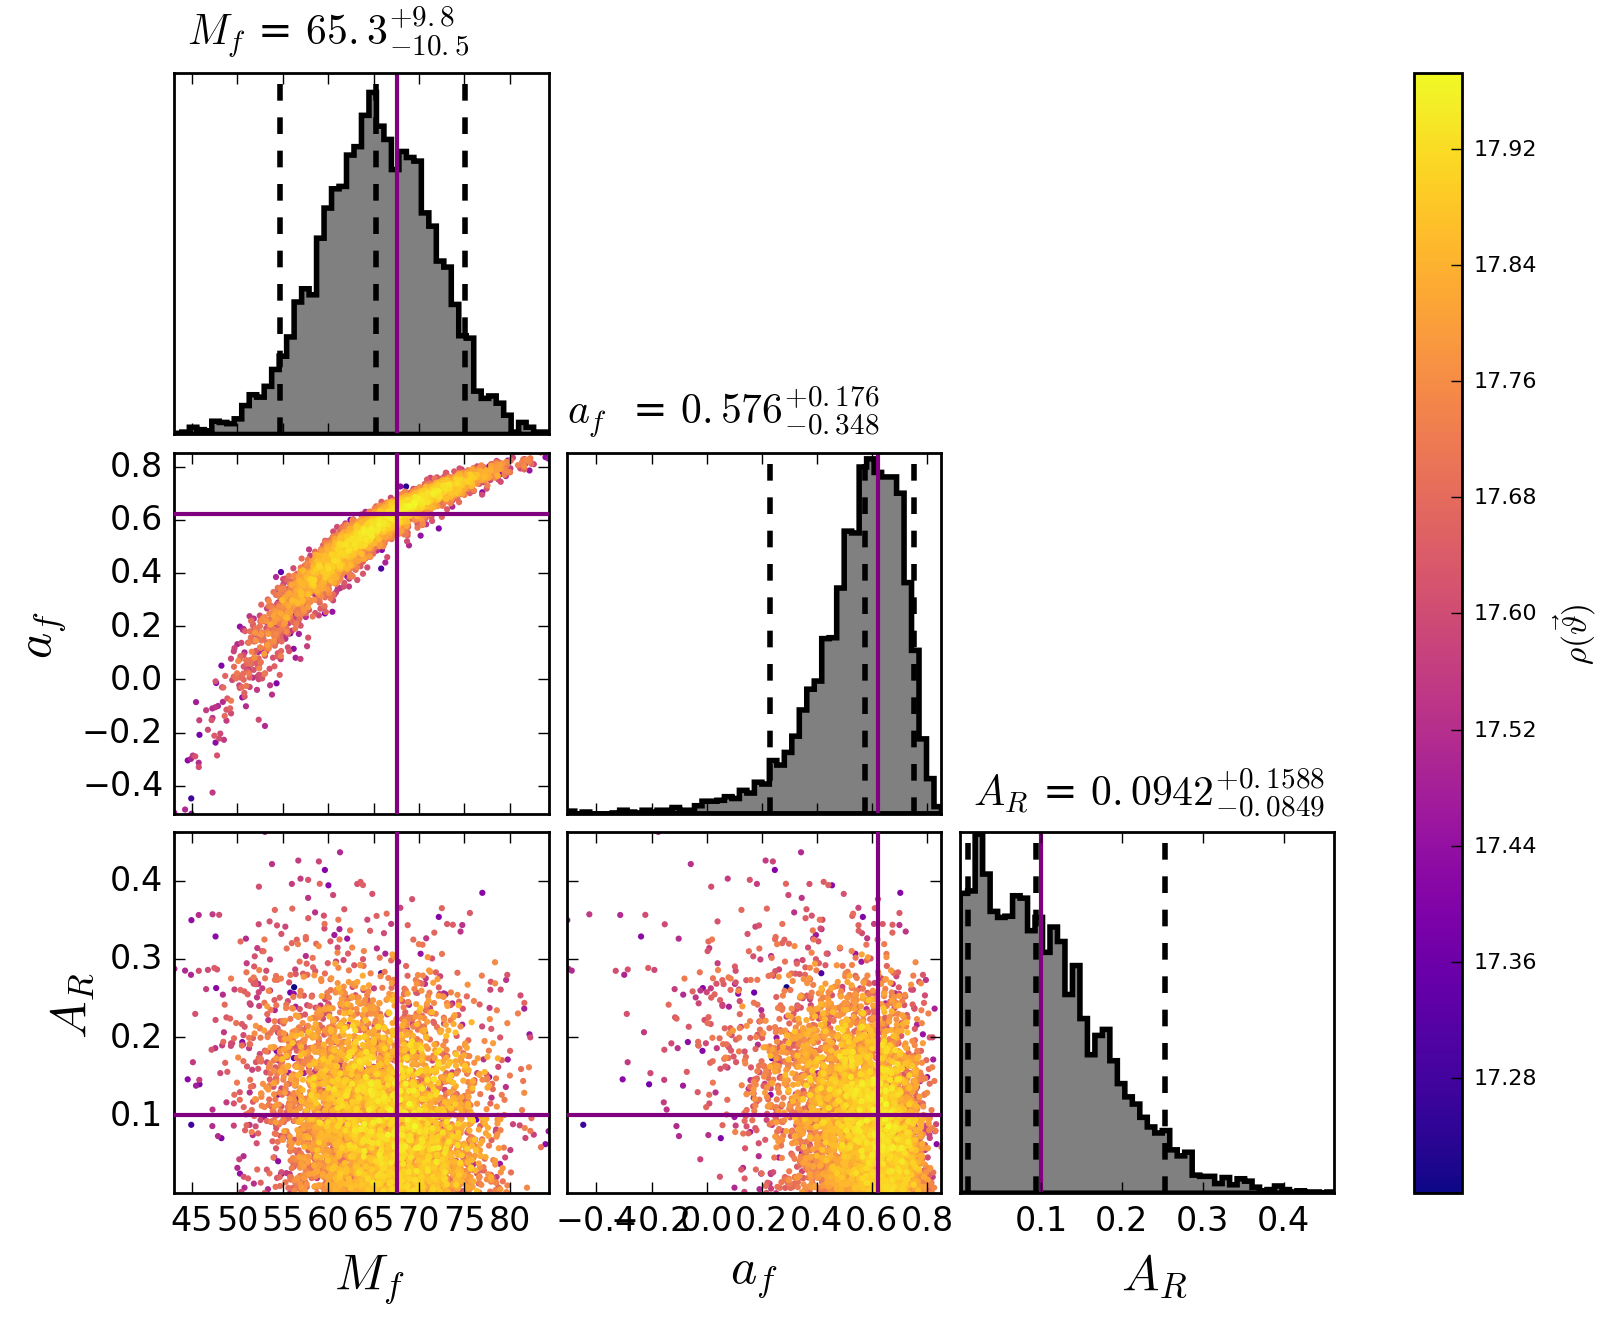 M_f = 65.3^{+9.8}_{-10.5}
a_f = 0.576^{+0.176}_{-0.348}
A_R = 0.0942^{+0.1588}_{-0.0849}
0.8
0.6
0.4
0.2
0.0
−0.2
−0.4
a_f
0.4
0.3
0.2
0.1
A_R
45 50 55 60 65 70 75 80
M_f
−0.4 −0.2 0.0 0.2 0.4 0.6 0.8
a_f
0.1 0.2 0.3 0.4
A_R
17.92
17.84
17.76
17.68
17.60
17.52
17.44
17.36
17.28
ρ(ϑ⃗)